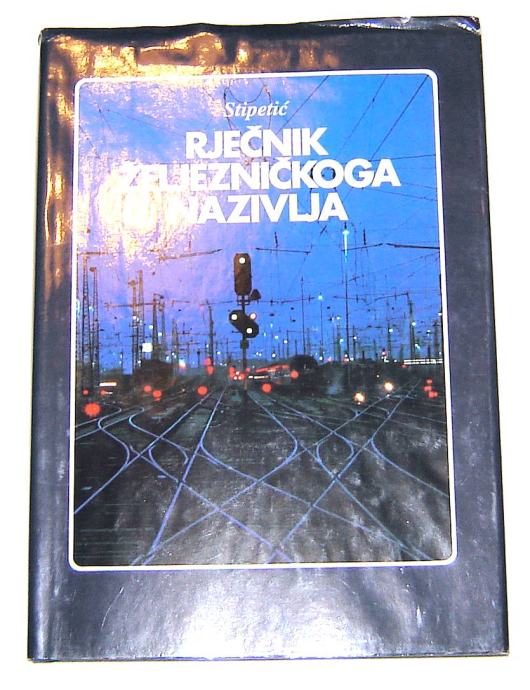 Stipetić
RJEČNIK
ŽELJEZNIČKOGA
NAZIVLJA